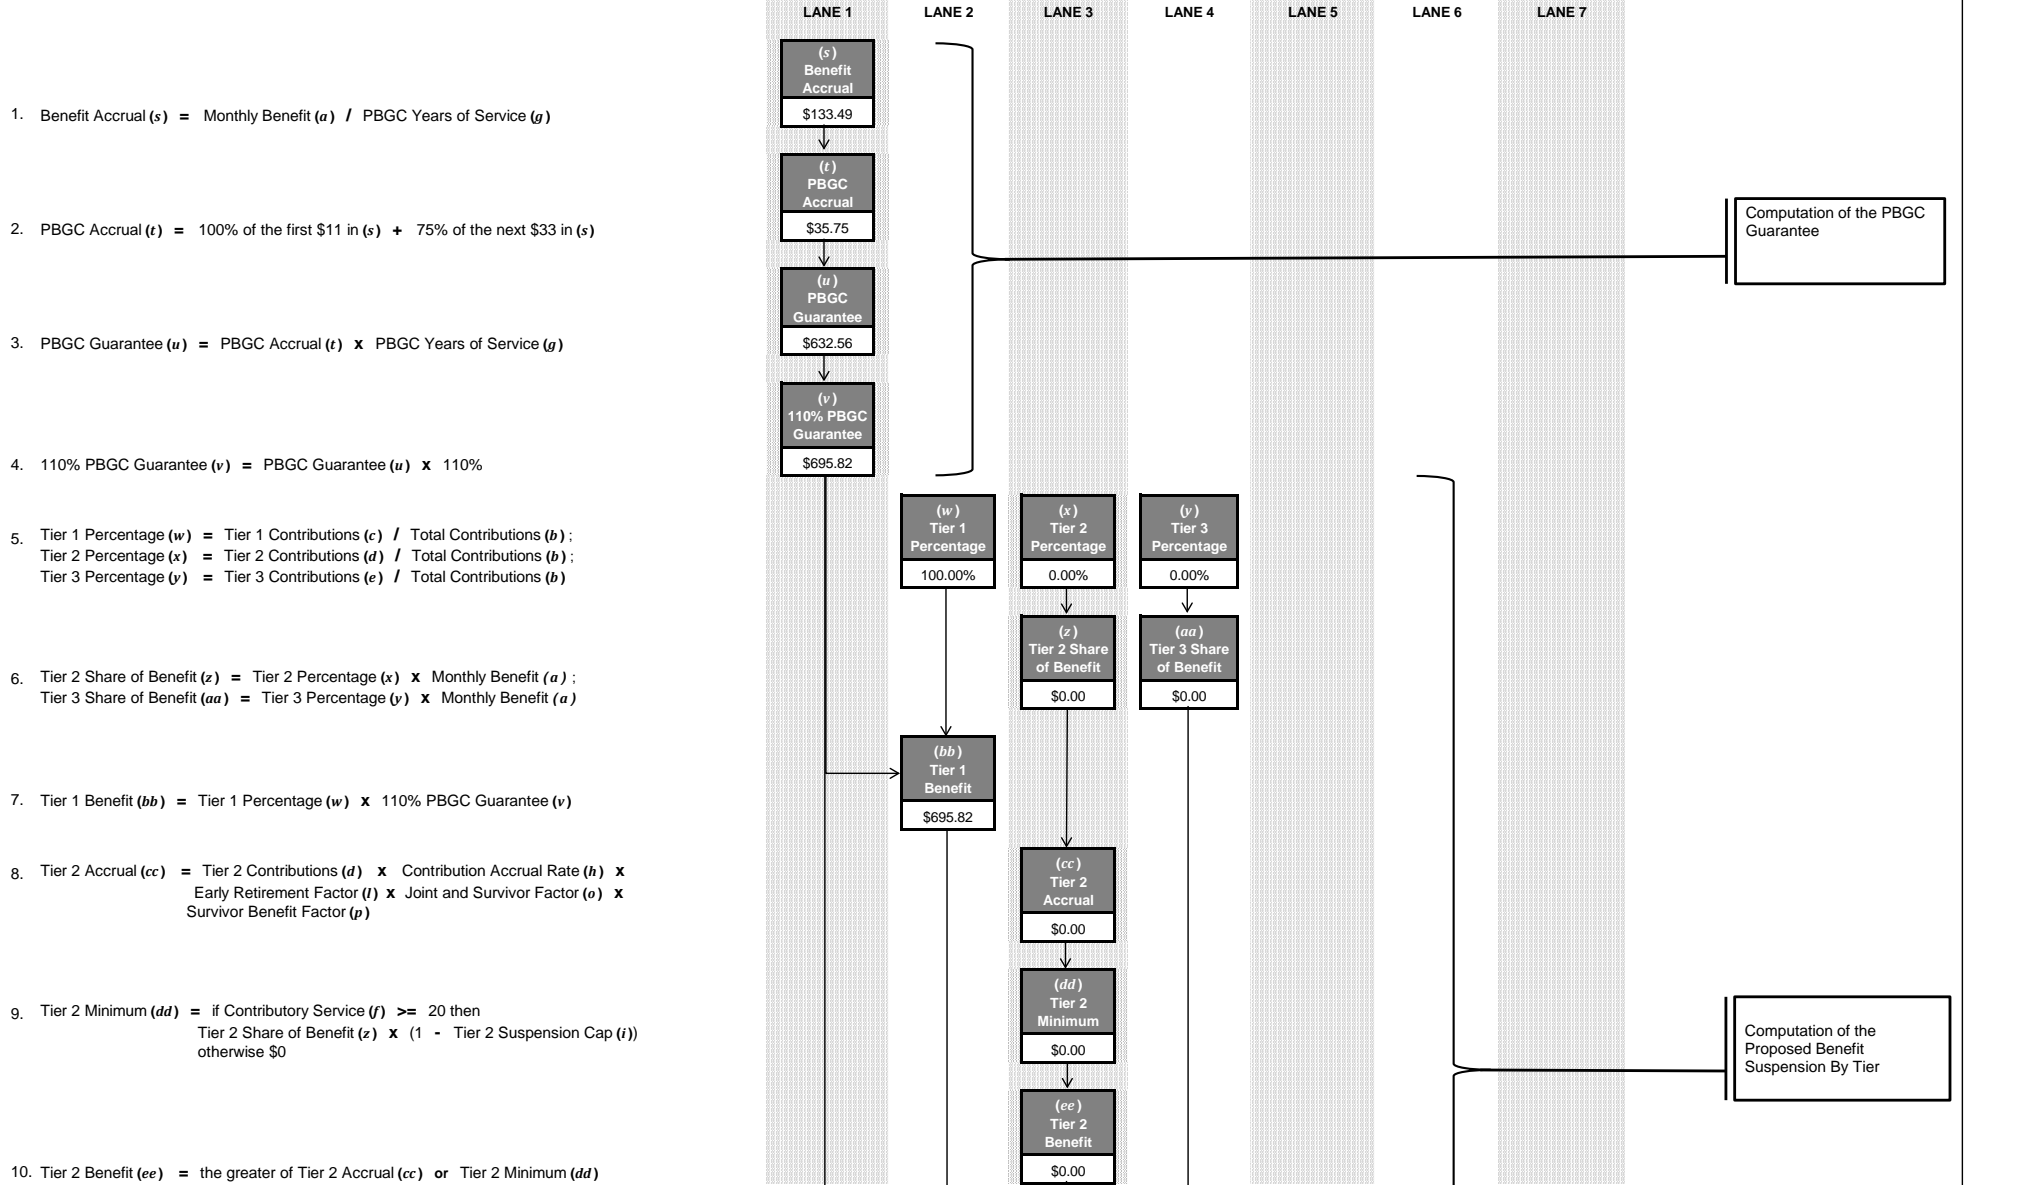 LANE 1 LANE 2 LANE 3 LANE 4 LANE 5 LANE 6 LANE 7
(s)
Benefit
Accrual
$133.49
1. Benefit Accrual (s) = Monthly Benefit (a) / PBGC Years of Service (g)
(t)
PBGC
Accrual
$35.75
2. PBGC Accrual (t) = 100% of the first $11 in (s) + 75% of the next $33 in (s)
Computation of the PBGC
Guarantee
(u)
PBGC
Guarantee
$632.56
3. PBGC Guarantee (u) = PBGC Accrual (t) x PBGC Years of Service (g)
(v)
110% PBGC
Guarantee
$695.82
4. 110% PBGC Guarantee (v) = PBGC Guarantee (u) x 110%
(w)
Tier 1
Percentage
100.00%
(x)
Tier 2
Percentage
0.00%
(y)
Tier 3
Percentage
0.00%
5. Tier 1 Percentage (w) = Tier 1 Contributions (c) / Total Contributions (b) ;
Tier 2 Percentage (x) = Tier 2 Contributions (d) / Total Contributions (b) ;
Tier 3 Percentage (y) = Tier 3 Contributions (e) / Total Contributions (b)
(z)
Tier 2 Share
of Benefit
$0.00
(aa)
Tier 3 Share
of Benefit
$0.00
6. Tier 2 Share of Benefit (z) = Tier 2 Percentage (x) x Monthly Benefit (a) ;
Tier 3 Share of Benefit (aa) = Tier 3 Percentage (y) x Monthly Benefit (a)
(bb)
Tier 1
Benefit
$695.82
7. Tier 1 Benefit (bb) = Tier 1 Percentage (w) x 110% PBGC Guarantee (v)
(cc)
Tier 2
Accrual
$0.00
8. Tier 2 Accrual (cc) = Tier 2 Contributions (d) x Contribution Accrual Rate (h) x
Early Retirement Factor (l) x Joint and Survivor Factor (o) x
Survivor Benefit Factor (p)
(dd)
Tier 2
Minimum
$0.00
9. Tier 2 Minimum (dd) = if Contributory Service (f) >= 20 then
Tier 2 Share of Benefit (z) x (1 - Tier 2 Suspension Cap (i))
otherwise $0
Computation of the
Proposed Benefit
Suspension By Tier
(ee)
Tier 2
Benefit
$0.00
10. Tier 2 Benefit (ee) = the greater of Tier 2 Accrual (cc) or Tier 2 Minimum (dd)